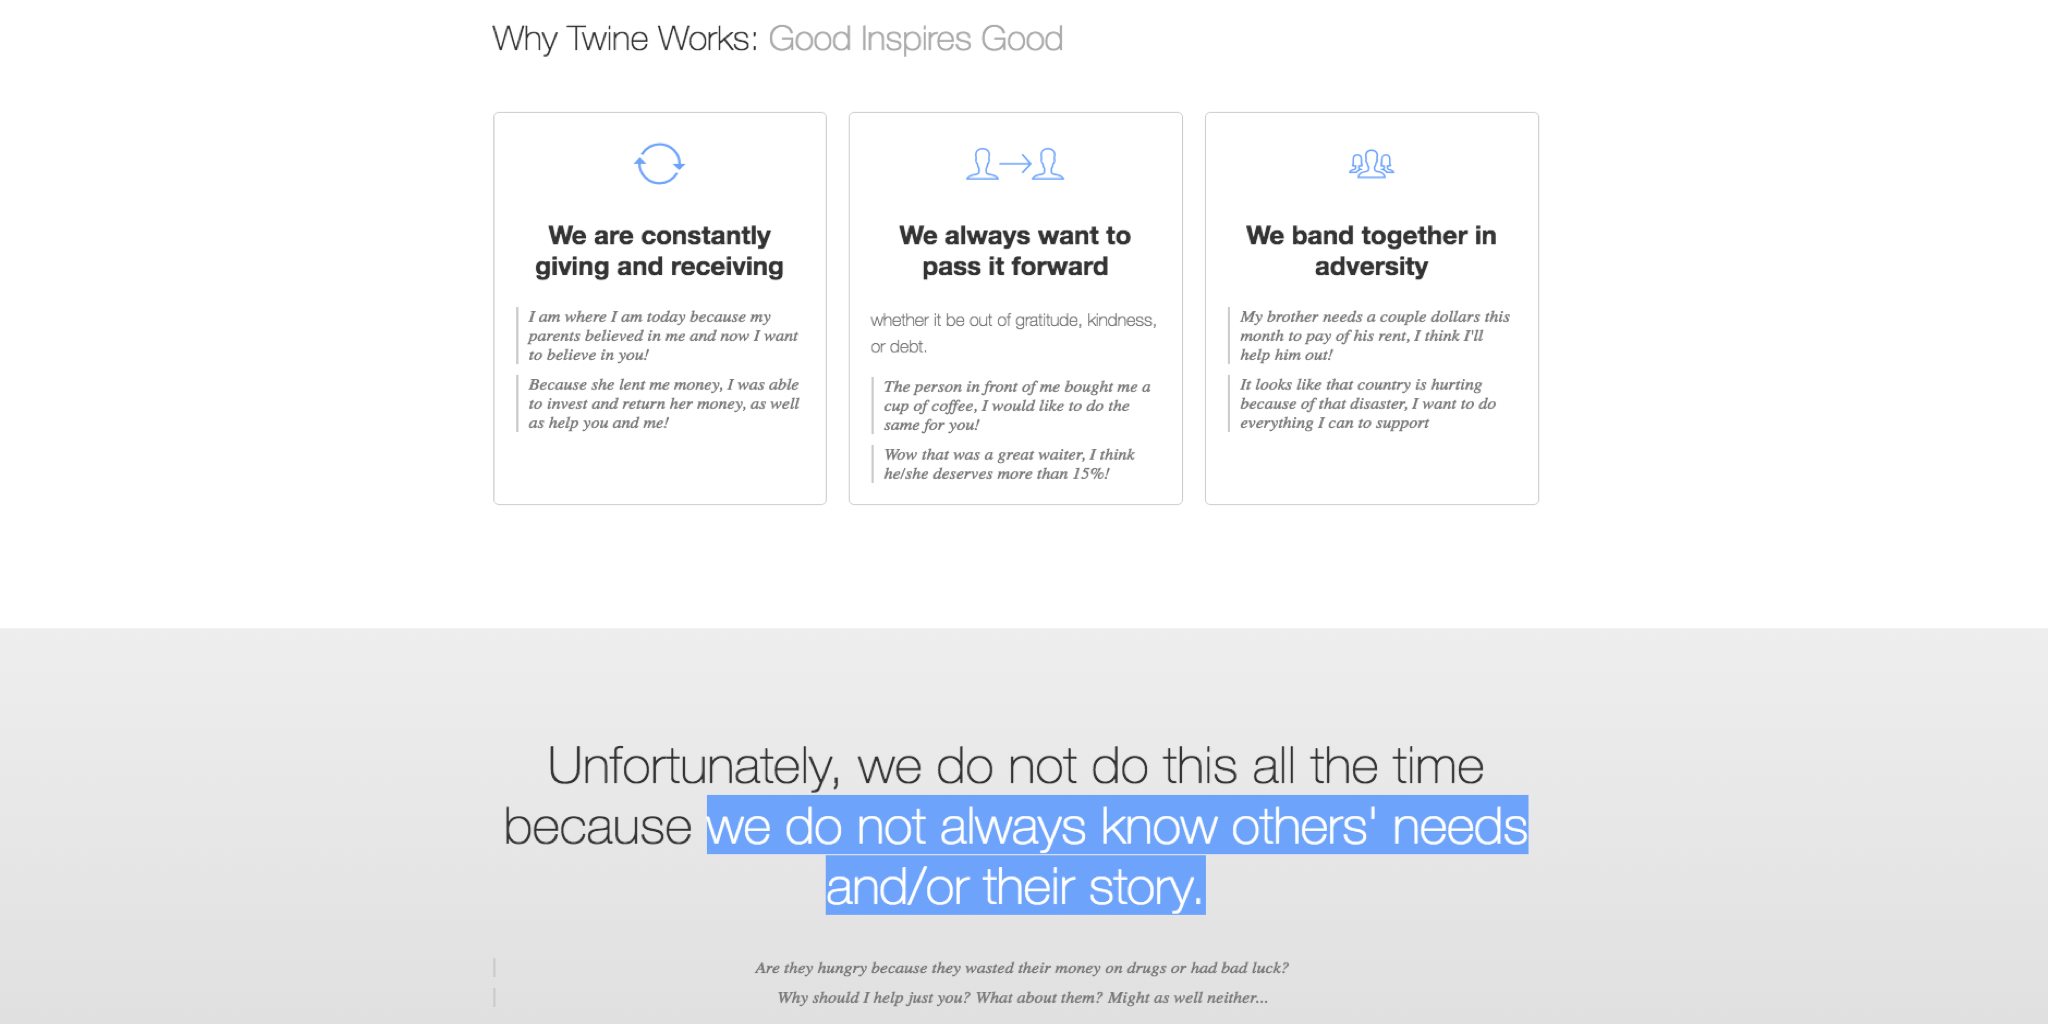 Why Twine Works: Good Inspires Good
We are constantly
giving and receiving
I am where I am today because my
parents believed in me and now I want
to believe in you!
Because she lent me money, I was able
to invest and return her money, as well
as help you and me!
We always want to
pass it forward
whether it be out of gratitude, kindness,
or debt.
The person in front of me bought me a
cup of coffee, I would like to do the
same for you!
Wow that was a great waiter, I think
he/she deserves more than 15%!
We band together in
adversity
My brother needs a couple dollars this
month to pay of his rent, I think I'll
help him out!
It looks like that country is hurting
because of that disaster, I want to do
everything I can to support
Unfortunately, we do not do this all the time
because we do not always know others' needs
and/or their story.
Are they hungry because they wasted their money on drugs or had bad luck?
Why should I help just you? What about them? Might as well neither...